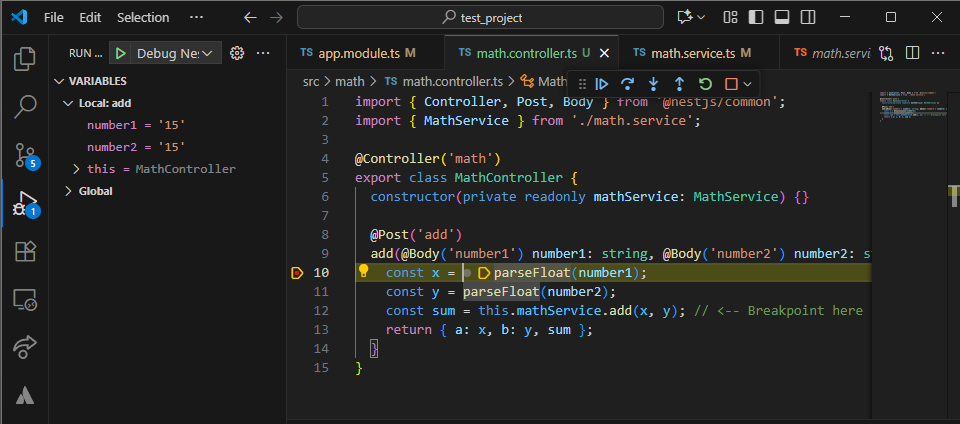 File Edit Selection ··· test_project
RUN ... Debug Nes ···
TS app.module.ts M TS math.controller.ts U TS math.service.ts M TS math.servi
src > math > TS math.controller.ts > Math
VARIABLES
Local: add
number1 = '15'
number2 = '15'
this = MathController
Global
5
1
1 import { Controller, Post, Body } from '@nestjs/common';
2 import { MathService } from './math.service';
3
4 @Controller('math')
5 export class MathController {
6 constructor(private readonly mathService: MathService) {}
7
8 @Post('add')
9 add(@Body('number1') number1: string, @Body('number2') number2: st
10 const x = parseFloat(number1);
11 const y = parseFloat(number2);
12 const sum = this.mathService.add(x, y); // <-- Breakpoint here
13 return { a: x, b: y, sum };
14 }
15 }